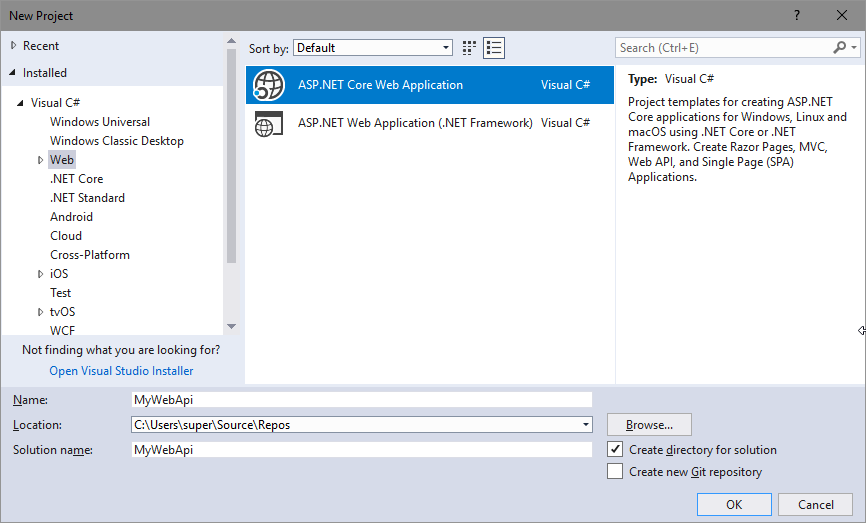 New Project
?
Recent
Installed
Visual C#
Windows Universal
Windows Classic Desktop
Web
.NET Core
.NET Standard
Android
Cloud
Cross-Platform
iOS
Test
tvOS
WCF
Not finding what you are looking for?
Open Visual Studio Installer
Sort by: Default
ASP.NET Core Web Application Visual C#
ASP.NET Web Application (.NET Framework) Visual C#
Search (Ctrl+E)
Type: Visual C#
Project templates for creating ASP.NET
Core applications for Windows, Linux and
macOS using .NET Core or .NET
Framework. Create Razor Pages, MVC,
Web API, and Single Page (SPA)
Applications.
Name: MyWebApi
Location: C:\Users\super\Source\Repos
Browse...
Solution name: MyWebApi
Create directory for solution
Create new Git repository
OK
Cancel